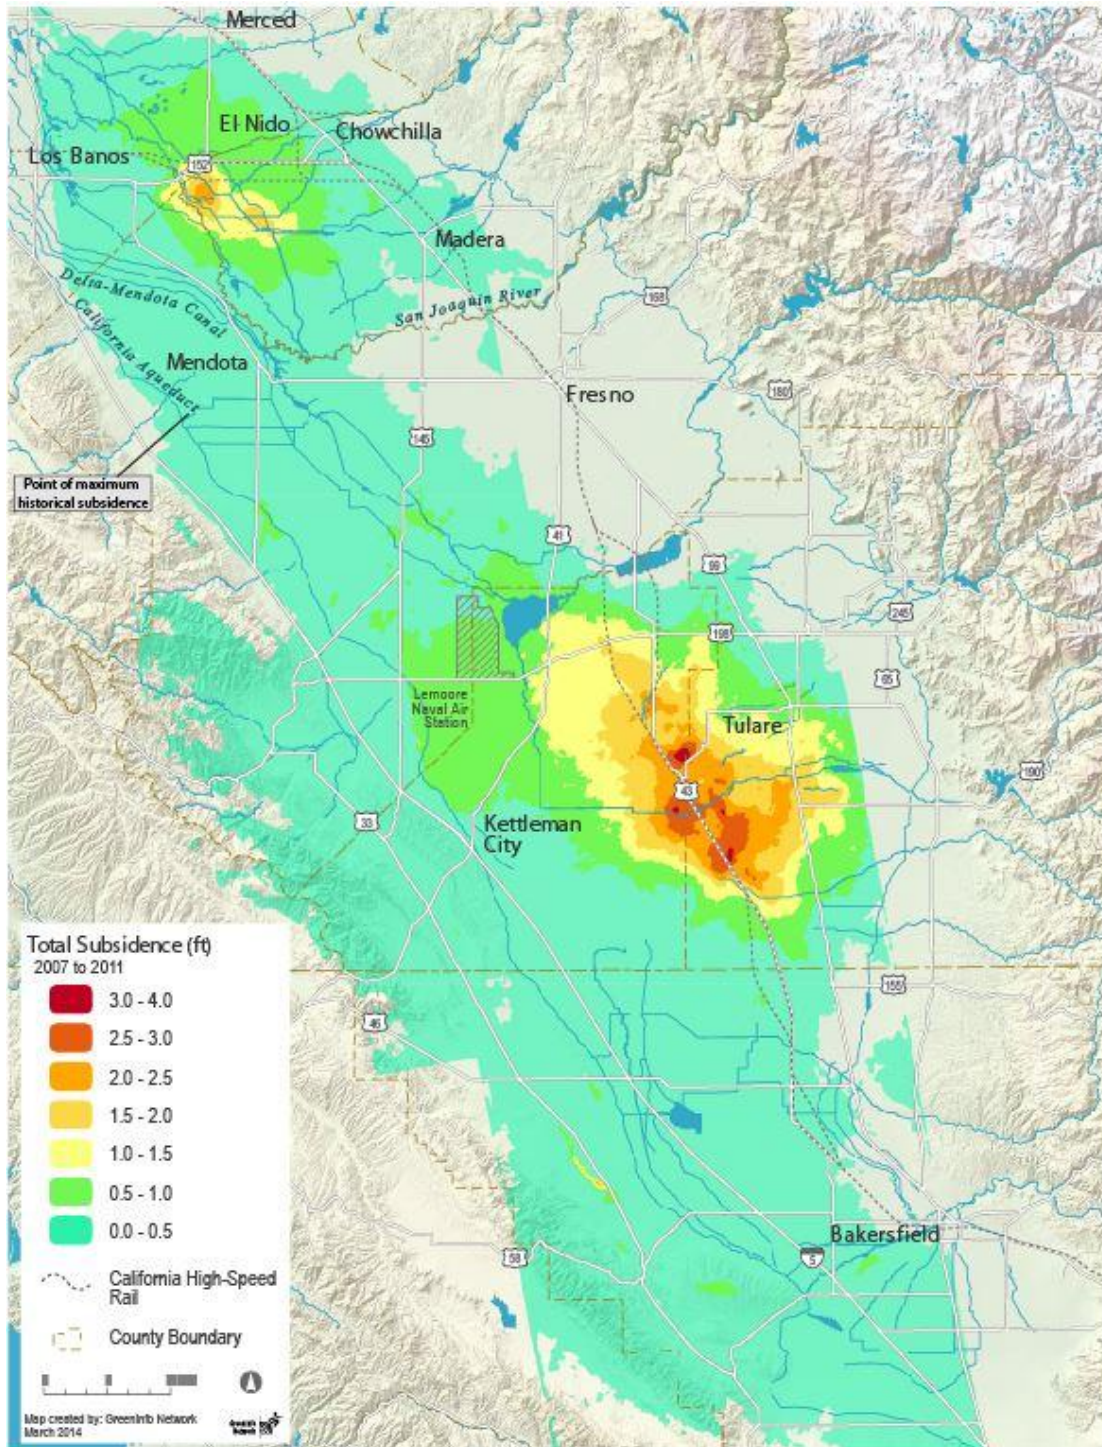 Merced
El Nido
Chowchilla
Los Banos
152
Madera
San Joaquin River
168
Delta-Mendota Canal
California Aqueduct
Mendota
Fresno
180
145
Point of maximum
historical subsidence
41
99
245
198
65
Lemoore
Naval Air
Station
Tulare
190
43
33
Kettleman
City
155
46
Bakersfield
58
5
Total Subsidence (ft)
2007 to 2011
3.0 - 4.0
2.5 - 3.0
2.0 - 2.5
1.5 - 2.0
1.0 - 1.5
0.5 - 1.0
0.0 - 0.5
California High-Speed
Rail
County Boundary
0
Map created by: GreenInfo Network
March 2014